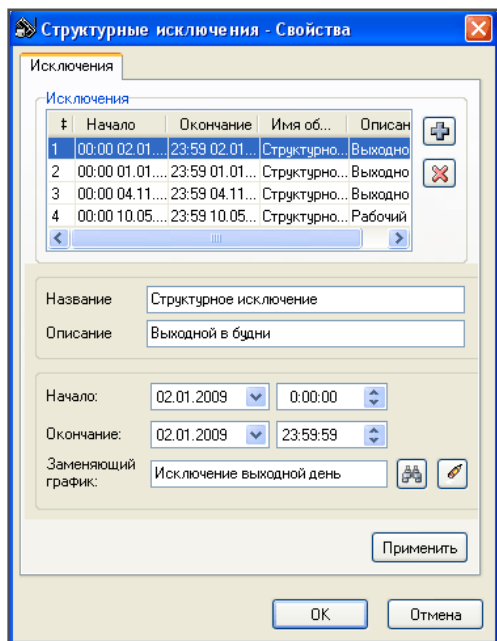 Структурные исключения - Свойства
Исключения
Исключения
‡ Начало Окончание Имя об... Описан
1 00:00 02.01.... 23:59 02.01... Структурно... Выходно
2 00:00 01.01.... 23:59 01.01... Структурно... Выходно
3 00:00 04.11.... 23:59 04.11... Структурно... Выходно
4 00:00 10.05.... 23:59 10.05... Структурно... Рабочий
Название Структурное исключение
Описание Выходной в будни
Начало: 02.01.2009 0:00:00
Окончание: 02.01.2009 23:59:59
Заменяющий
график: Исключение выходной день
Применить
OK Отмена